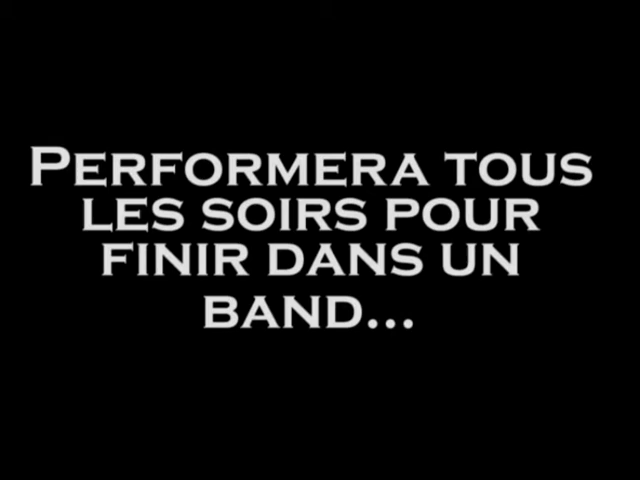 PERFORMERA TOUS
LES SOIRS POUR
FINIR DANS UN
BAND...